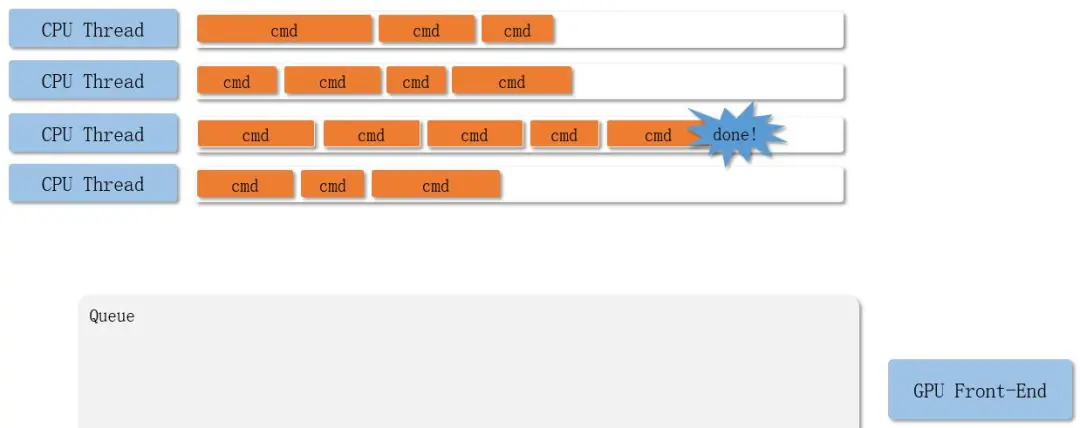 CPU Thread cmd cmd cmd
CPU Thread cmd cmd cmd cmd
CPU Thread cmd cmd cmd cmd cmd done!
CPU Thread cmd cmd cmd
Queue
GPU Front-End